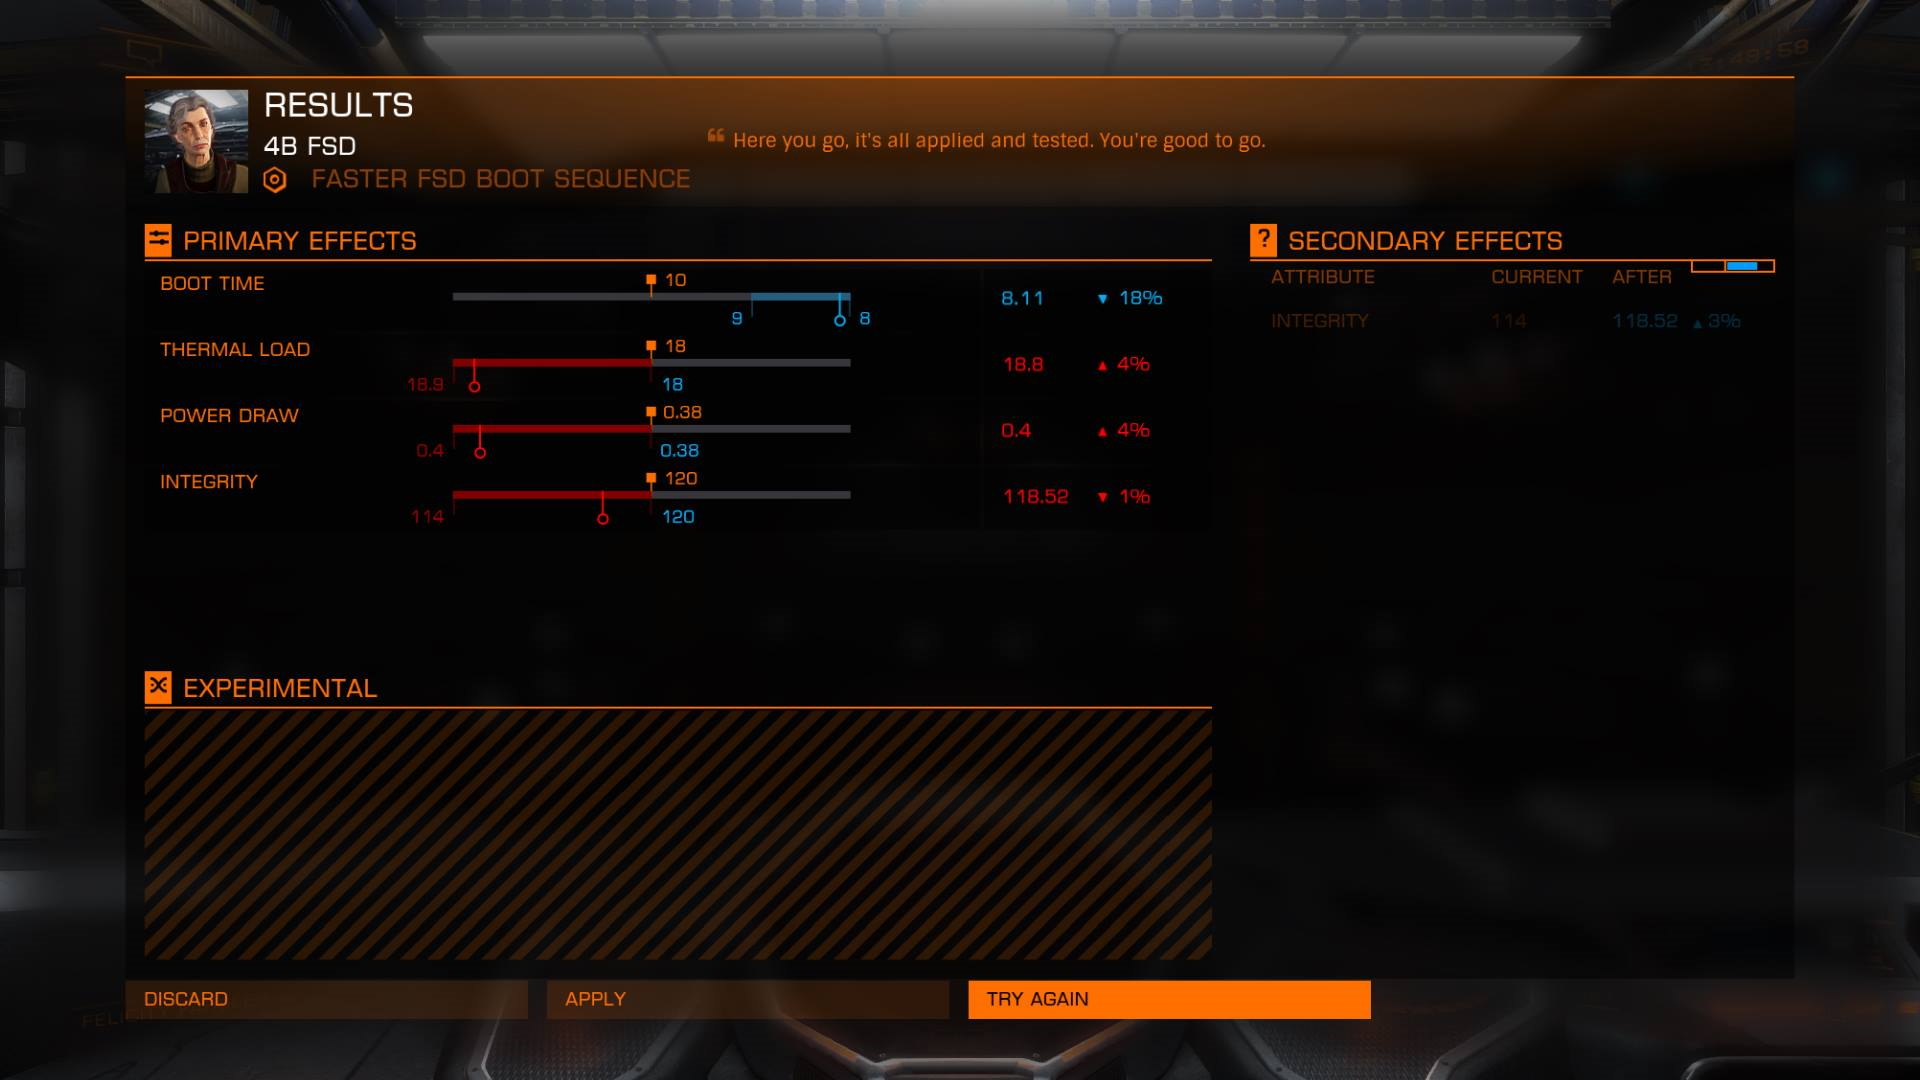 RESULTS
4B FSD
FASTER FSD BOOT SEQUENCE
“ Here you go, it's all applied and tested. You're good to go.
PRIMARY EFFECTS
BOOT TIME
10
9
8
8.11 ▼ 18%
THERMAL LOAD
18
18.9
18
18.8 ▲ 4%
POWER DRAW
0.38
0.4
0.38
0.4 ▲ 4%
INTEGRITY
120
114
120
118.52 ▼ 1%
? SECONDARY EFFECTS
ATTRIBUTE CURRENT AFTER
INTEGRITY 114 118.52 ▲ 3%
EXPERIMENTAL
DISCARD
APPLY
TRY AGAIN